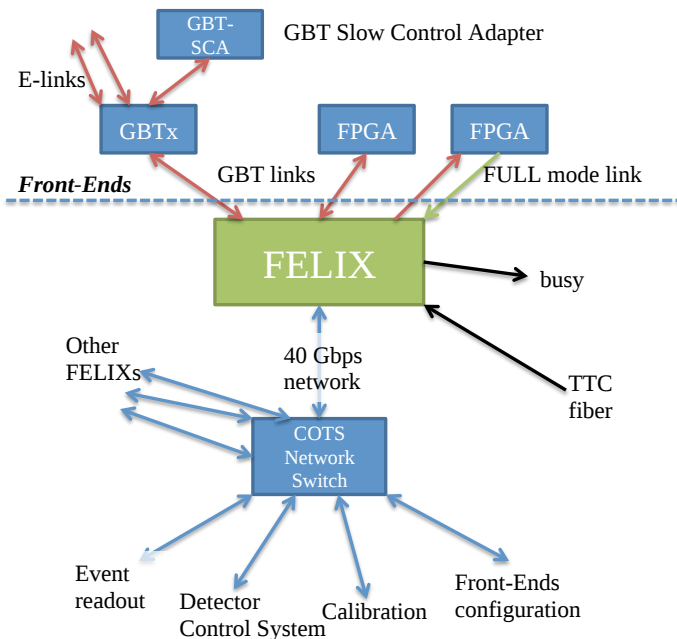 GBT-
SCA
GBT Slow Control Adapter
E-links
GBTx
FPGA
FPGA
GBT links
FULL mode link
Front-Ends
FELIX
busy
Other
FELIXs
40 Gbps
network
TTC
fiber
COTS
Network
Switch
Event
readout
Detector
Control System
Calibration
Front-Ends
configuration